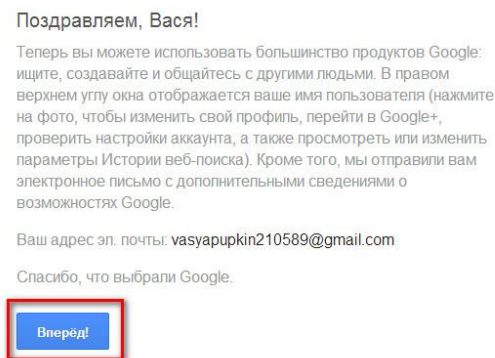 Поздравляем, Вася!
Теперь вы можете использовать большинство продуктов Google:
ищите, создавайте и общайтесь с другими людьми. В правом
верхнем углу окна отображается ваше имя пользователя (нажмите
на фото, чтобы изменить свой профиль, перейти в Google+,
проверить настройки аккаунта, а также просмотреть или изменить
параметры Истории веб-поиска). Кроме того, мы отправили вам
электронное письмо с дополнительными сведениями о
возможностях Google.
Ваш адрес эл. почты: vasyapupkin210589@gmail.com
Спасибо, что выбрали Google.
Вперёд!